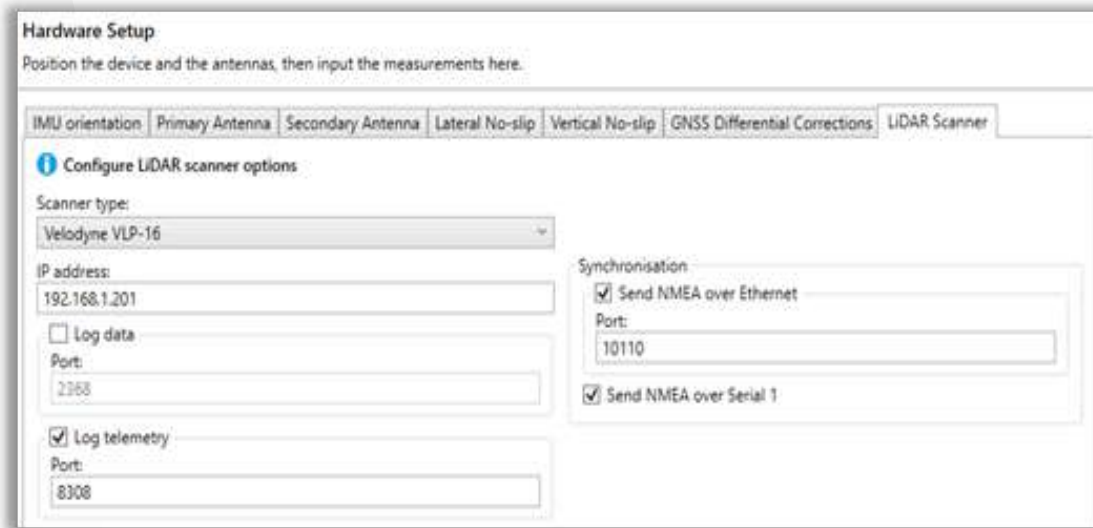 Hardware Setup
Position the device and the antennas, then input the measurements here.
IMU orientation Primary Antenna Secondary Antenna Lateral No-slip Vertical No-slip GNSS Differential Corrections LiDAR Scanner
Configure LiDAR scanner options
Scanner type:
Velodyne VLP-16
IP address:
192.168.1.201
Log data
Port:
2368
Log telemetry
Port:
8308
Synchronisation
Send NMEA over Ethernet
Port:
10110
Send NMEA over Serial 1